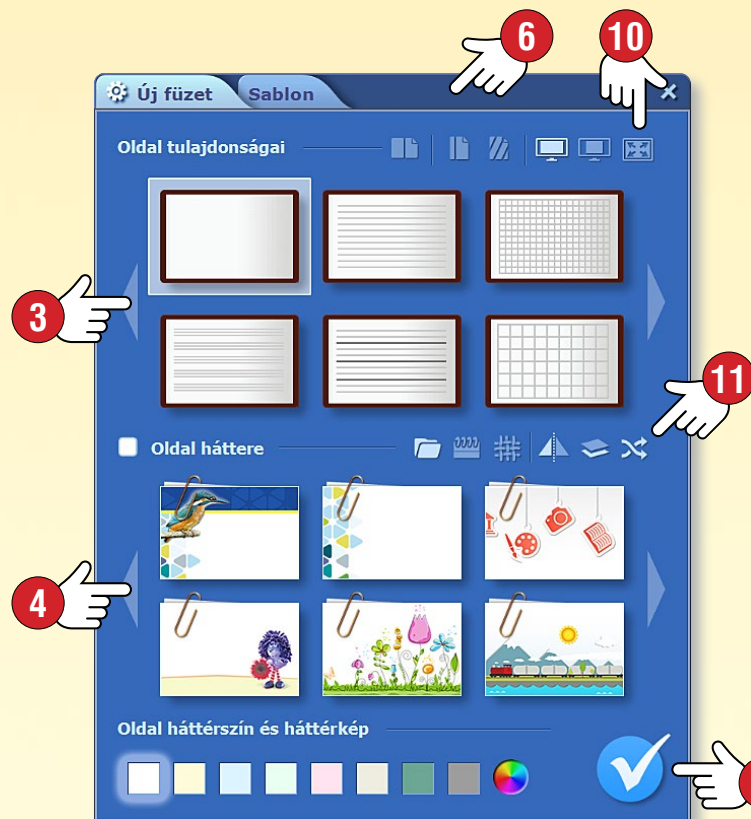 6
10
Új füzet
Sablon
Oldal tulajdonságai
3
11
Oldal háttere
4
Oldal háttérszín és háttérkép